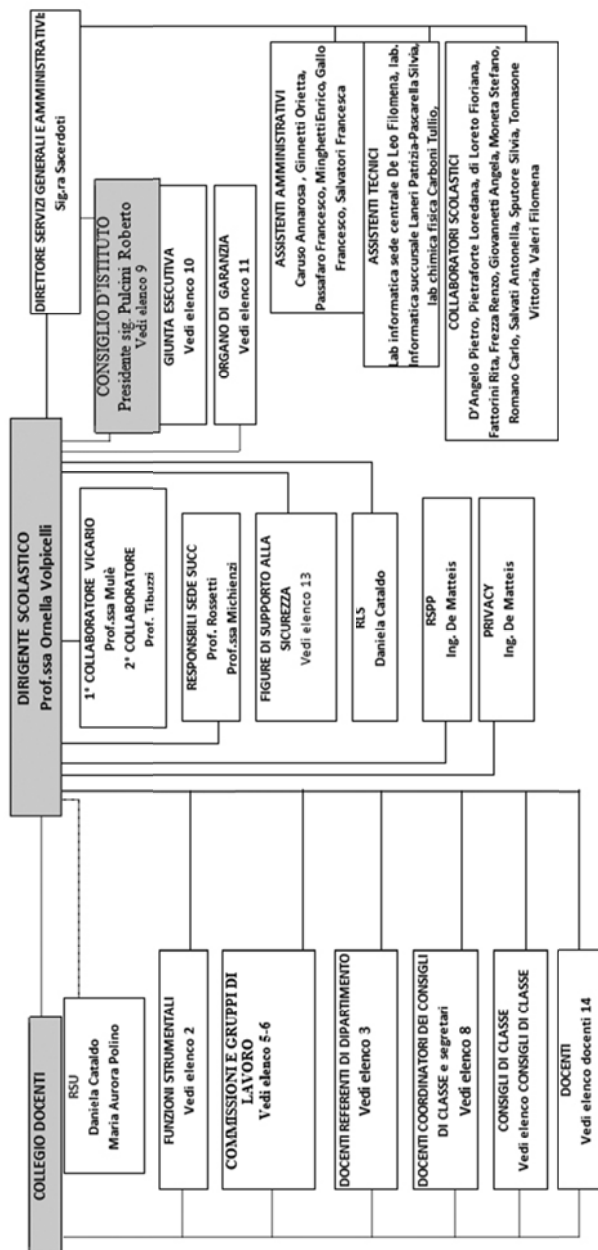 DIRIGENTE SCOLASTICO
Prof.ssa Ornella Volpicelli
COLLEGIO DOCENTI
RSU
Daniela Cataldo
Maria Aurora Polino
FUNZIONI STRUMENTALI
Vedi elenco 2
COMMISSIONI E GRUPPI DI
LAVORO
Vedi elenco 5-6
DOCENTI REFERENTI DI DIPARTIMENTO
Vedi elenco 3
DOCENTI COORDINATORI DEI CONSIGLI
DI CLASSE e segretari
Vedi elenco 8
CONSIGLI DI CLASSE
Vedi elenco CONSIGLI DI CLASSE
DOCENTI
Vedi elenco docenti 14
1° COLLABORATORE VICARIO
Prof.ssa Mulè
2° COLLABORATORE
Prof. Tibuzzi
RESPONSBILI SEDE SUCC
Prof. Rossetti
Prof.ssa Michienzi
FIGURE DI SUPPORTO ALLA
SICUREZZA
Vedi elenco 13
RLS
Daniela Cataldo
RSPP
Ing. De Matteis
PRIVACY
Ing. De Matteis
DIRETTORE SERVIZI GENERALI E AMMINISTRATIVE
Sig.ra Sacerdoti
CONSIGLIO D'ISTITUTO
Presidente sig. Pulcini Roberto
Vedi elenco 9
GIUNTA ESECUTIVA
Vedi elenco 10
ORGANO DI GARANZIA
Vedi elenco 11
ASSISTENTI AMMINISTRATIVI
Caruso Annarosa , Ginnetti Orietta,
Passafaro Francesco, Minghetti Enrico, Gallo
Francesco, Salvatori Francesca
ASSISTENTI TECNICI
Lab informatica sede centrale De Leo Filomena, lab.
Informatica succursale Laneri Patrizia-Pascarella Silvia,
lab chimica fisica Carboni Tullio,
COLLABORATORI SCOLASTICI
D'Angelo Pietro, Pietraforte Loredana, di Loreto Fioriana,
Fattorini Rita, Frezza Renzo, Giovannetti Angela, Moneta Stefano,
Romano Carlo, Salvati Antonella, Sputore Silvia, Tomasone
Vittoria, Valeri Filomena